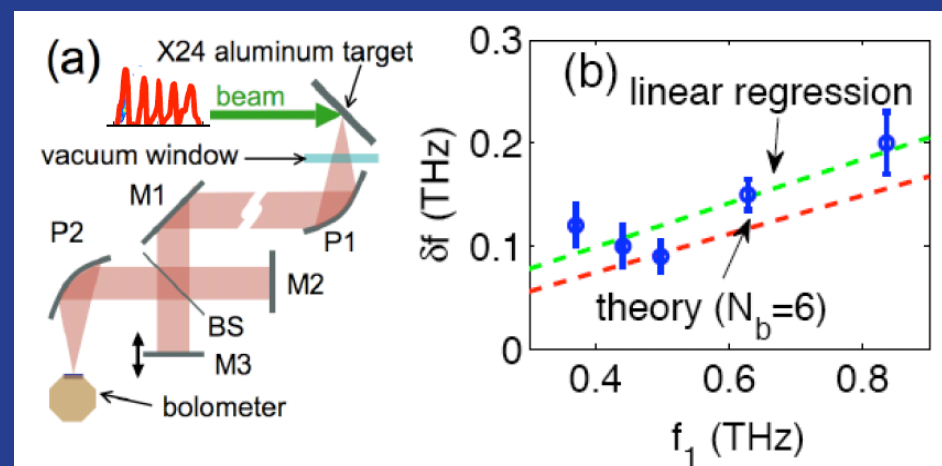 (a)
X24 aluminum target
beam
vacuum window
M1
P2
P1
M2
BS
M3
bolometer
(b)
linear regression
theory (N_b=6)
δf (THz)
0.3
0.2
0.1
0
0.4
0.6
0.8
f_1 (THz)